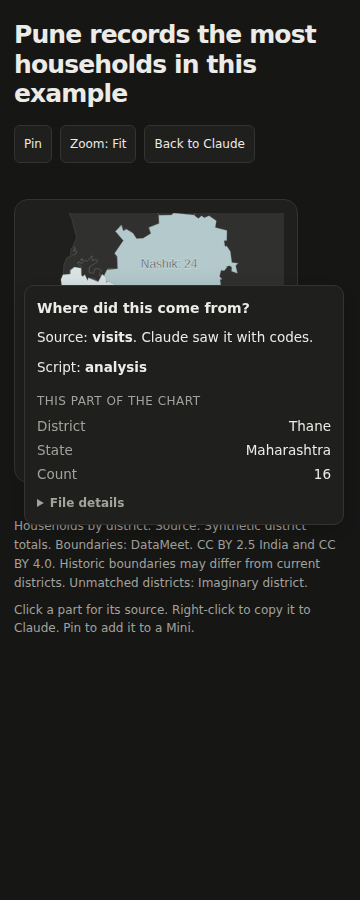 Pune records the most
households in this
example
Pin
Zoom: Fit
Back to Claude
Nashik: 24
Where did this come from?
Source: visits. Claude saw it with codes.
Script: analysis
THIS PART OF THE CHART
District Thane
State Maharashtra
Count 16
▶ File details
Households by district. Source: Synthetic district
totals. Boundaries: DataMeet. CC BY 2.5 India and CC
BY 4.0. Historic boundaries may differ from current
districts. Unmatched districts: Imaginary district.
Click a part for its source. Right-click to copy it to
Claude. Pin to add it to a Mini.